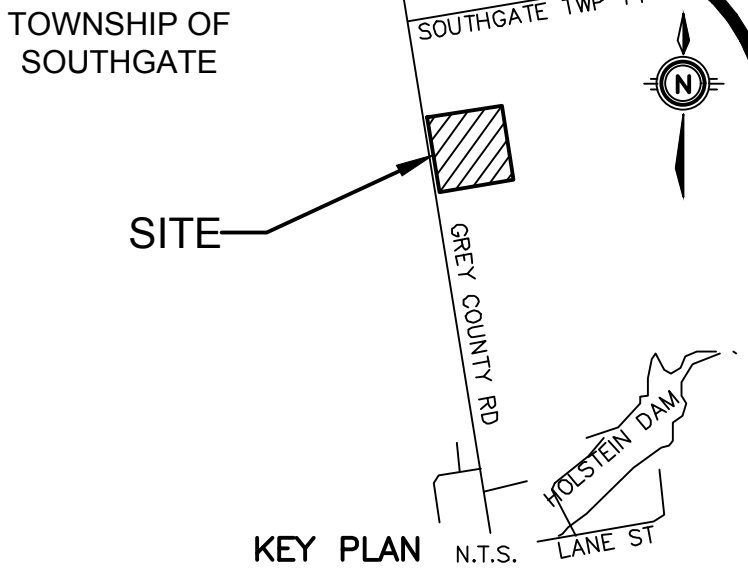 TOWNSHIP OF
SOUTHGATE
SOUTHGATE TWP
N
SITE
GREY COUNTY RD
HOLSTEIN DAM
KEY PLAN N.T.S.
LANE ST